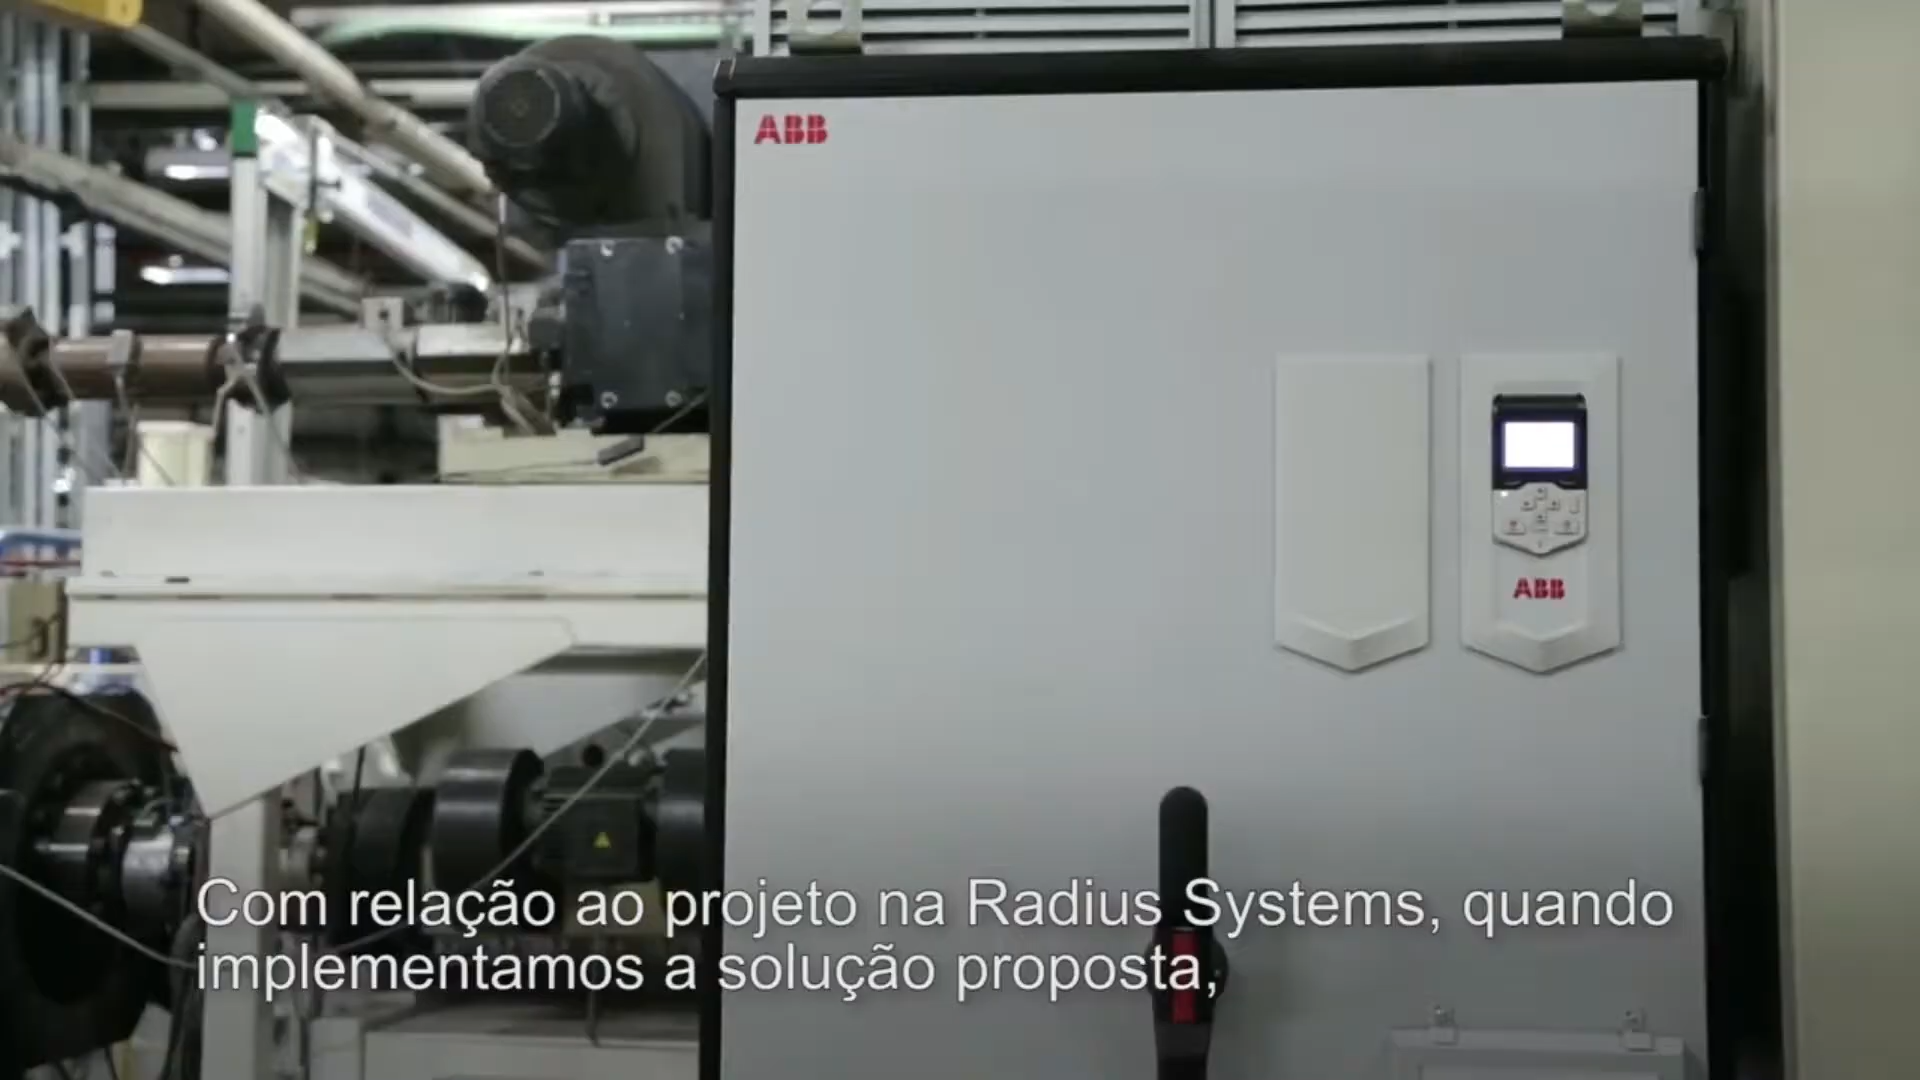 ABB
ABB
Com relação ao projeto na Radius Systems, quando
implementamos a solução proposta,